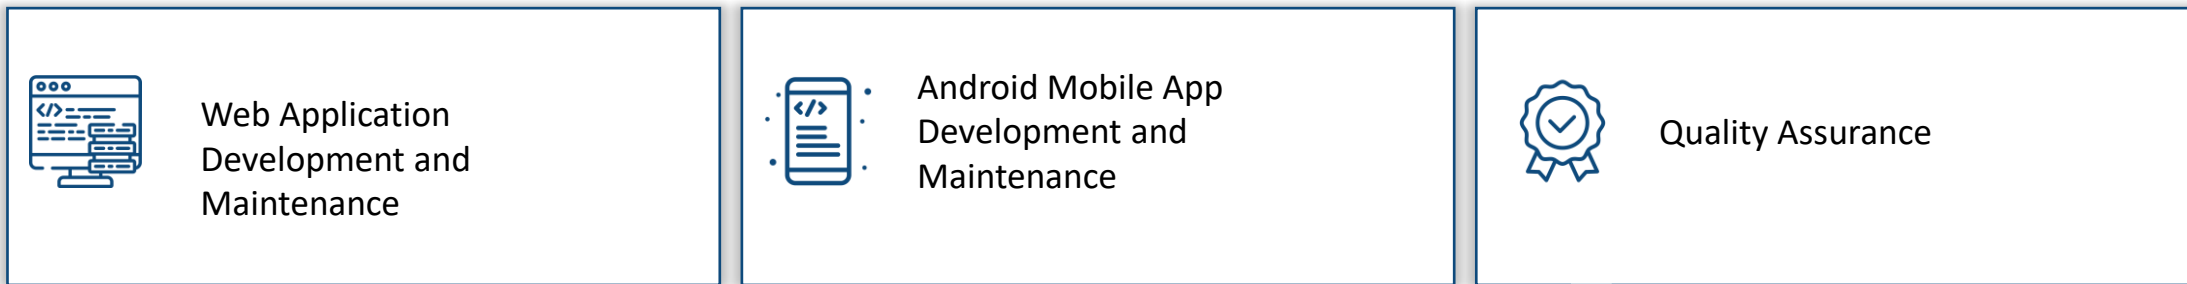 Web Application
Development and
Maintenance
Android Mobile App
Development and
Maintenance
Quality Assurance